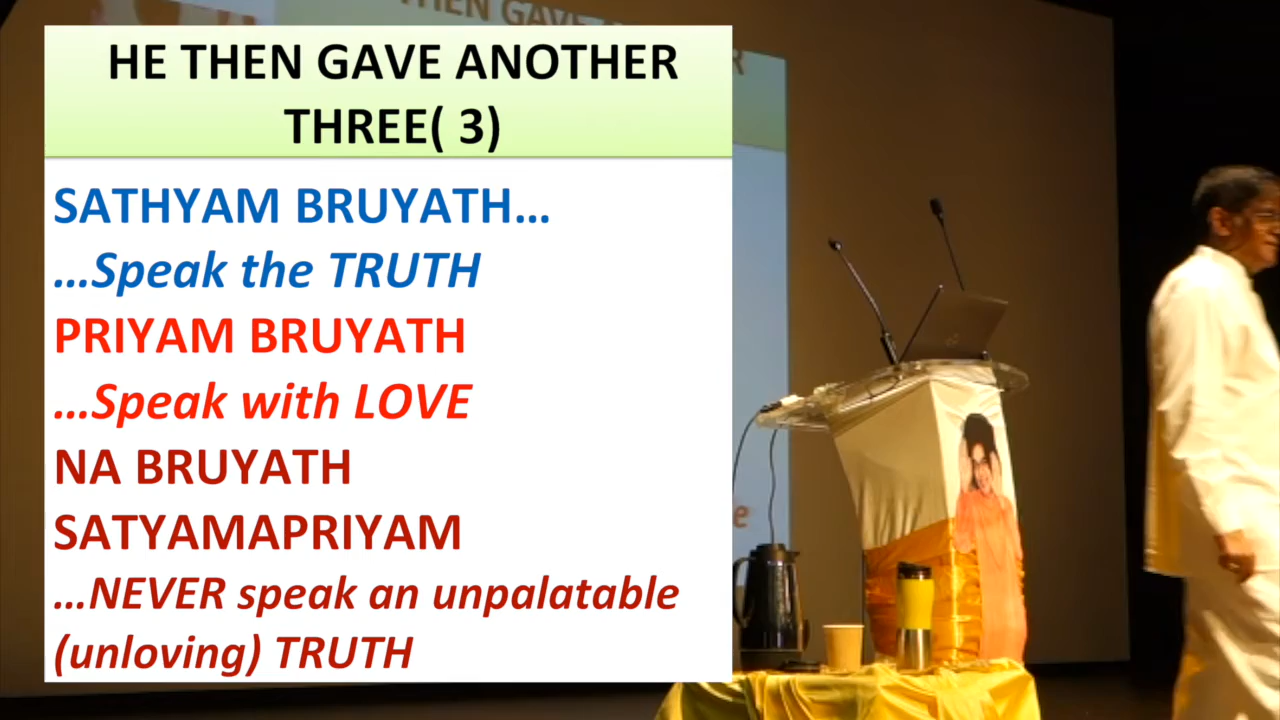 HE THEN GAVE ANOTHER
THREE( 3)
SATHYAM BRUYATH…
…Speak the TRUTH
PRIYAM BRUYATH
…Speak with LOVE
NA BRUYATH
SATYAMAPRIYAM
…NEVER speak an unpalatable
(unloving) TRUTH